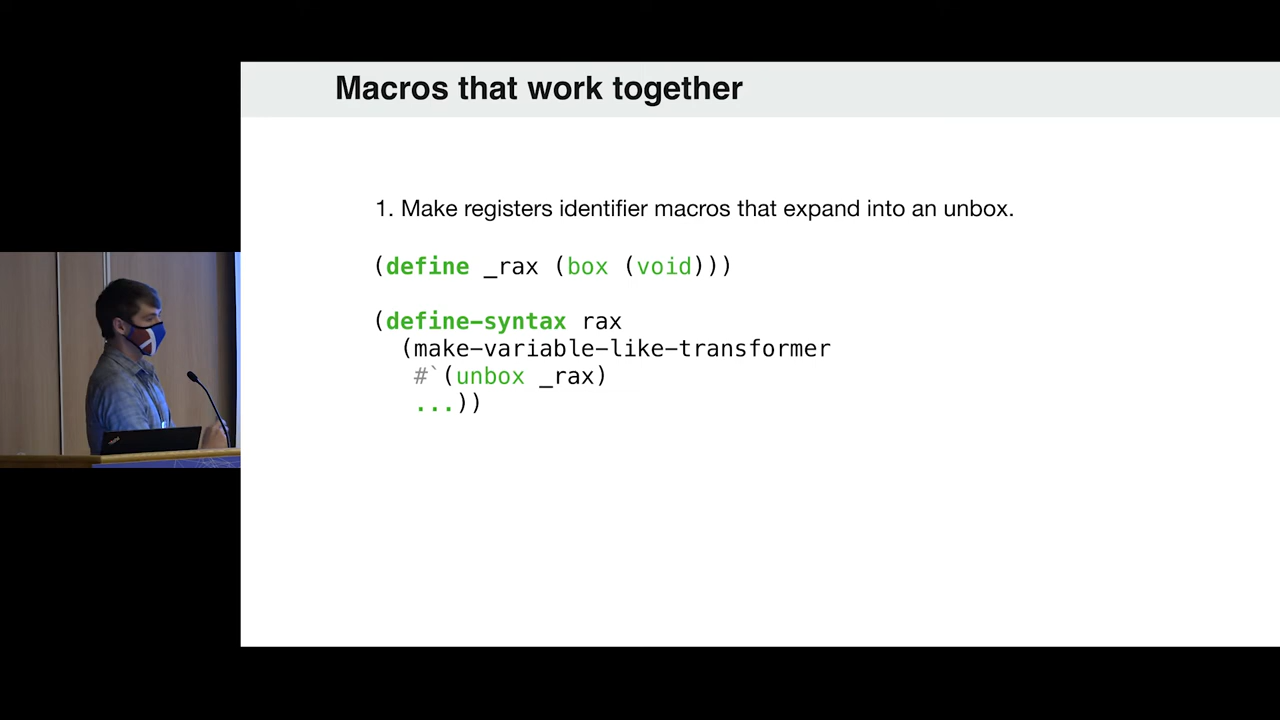 Macros that work together
1. Make registers identifier macros that expand into an unbox.
(define _rax (box (void)))
(define-syntax rax
(make-variable-like-transformer
#`(unbox _rax)
...))